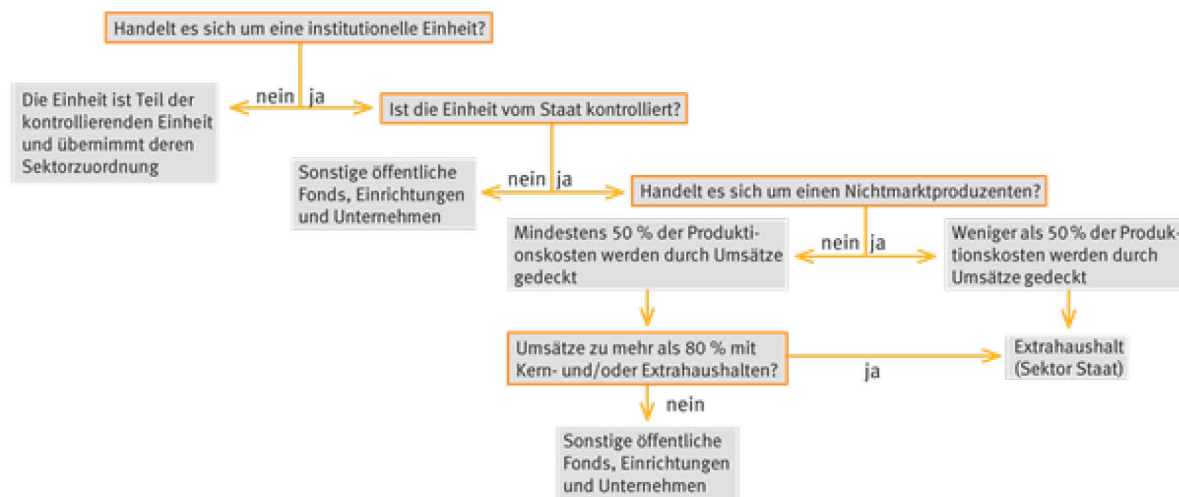 Handelt es sich um eine institutionelle Einheit?
nein ja
Die Einheit ist Teil der
kontrollierenden Einheit
und übernimmt deren
Sektorzuordnung
Ist die Einheit vom Staat kontrolliert?
nein ja
Sonstige öffentliche
Fonds, Einrichtungen
und Unternehmen
Handelt es sich um einen Nichtmarktproduzenten?
nein ja
Mindestens 50 % der Produkti-
onskosten werden durch Umsätze
gedeckt
Weniger als 50 % der Produk-
tionskosten werden durch
Umsätze gedeckt
Umsätze zu mehr als 80 % mit
Kern- und/oder Extrahaushalten?
ja
Extrahaushalt
(Sektor Staat)
nein
Sonstige öffentliche
Fonds, Einrichtungen
und Unternehmen